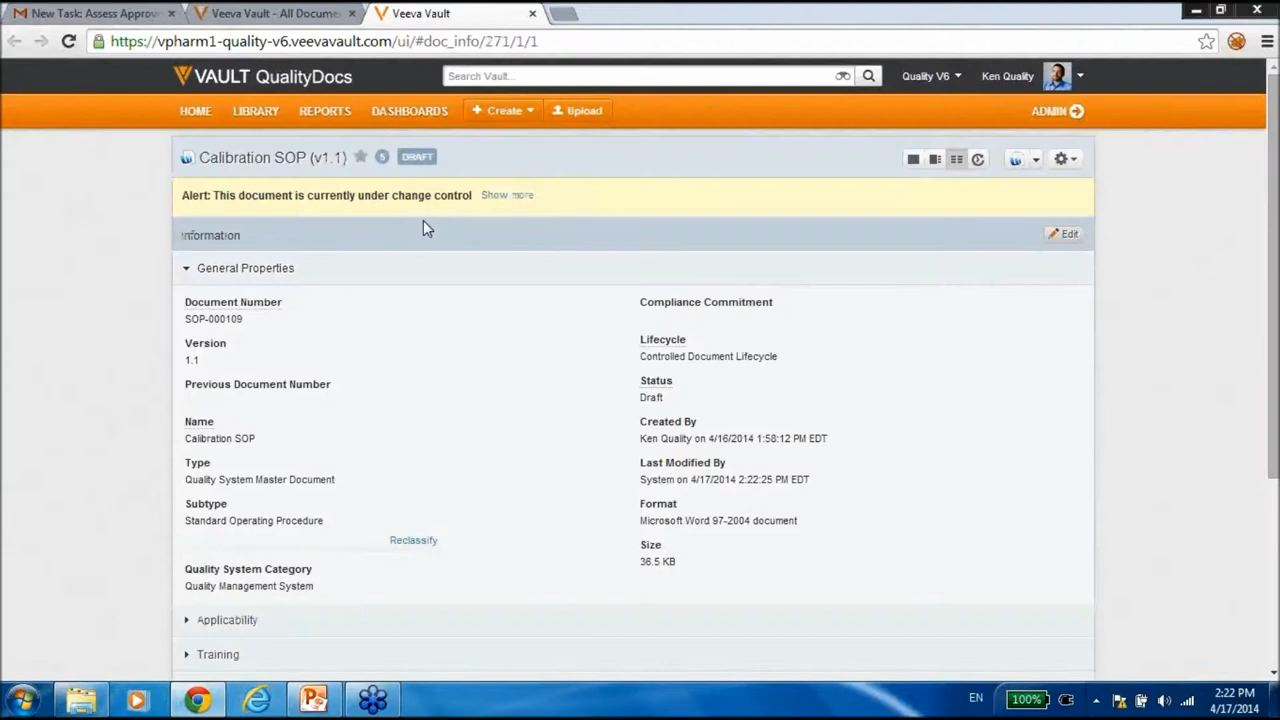 New Task: Assess Approv
Veeva Vault - All Docume
Veeva Vault
https://vpharm1-quality-v6.veevavault.com/ui/#doc_info/271/1/1
VAULT QualityDocs
Search Vault...
Quality V6
Ken Quality
HOME
LIBRARY
REPORTS
DASHBOARDS
+ Create
Upload
ADMIN
Calibration SOP (v1.1)
5
DRAFT
Alert: This document is currently under change control
Show more
Information
Edit
General Properties
Document Number
SOP-000109
Version
1.1
Previous Document Number
Name
Calibration SOP
Type
Quality System Master Document
Subtype
Standard Operating Procedure
Reclassify
Quality System Category
Quality Management System
Compliance Commitment
Lifecycle
Controlled Document Lifecycle
Status
Draft
Created By
Ken Quality on 4/16/2014 1:58:12 PM EDT
Last Modified By
System on 4/17/2014 2:22:25 PM EDT
Format
Microsoft Word 97-2004 document
Size
36.5 KB
Applicability
Training
EN
100%
2:22 PM
4/17/2014